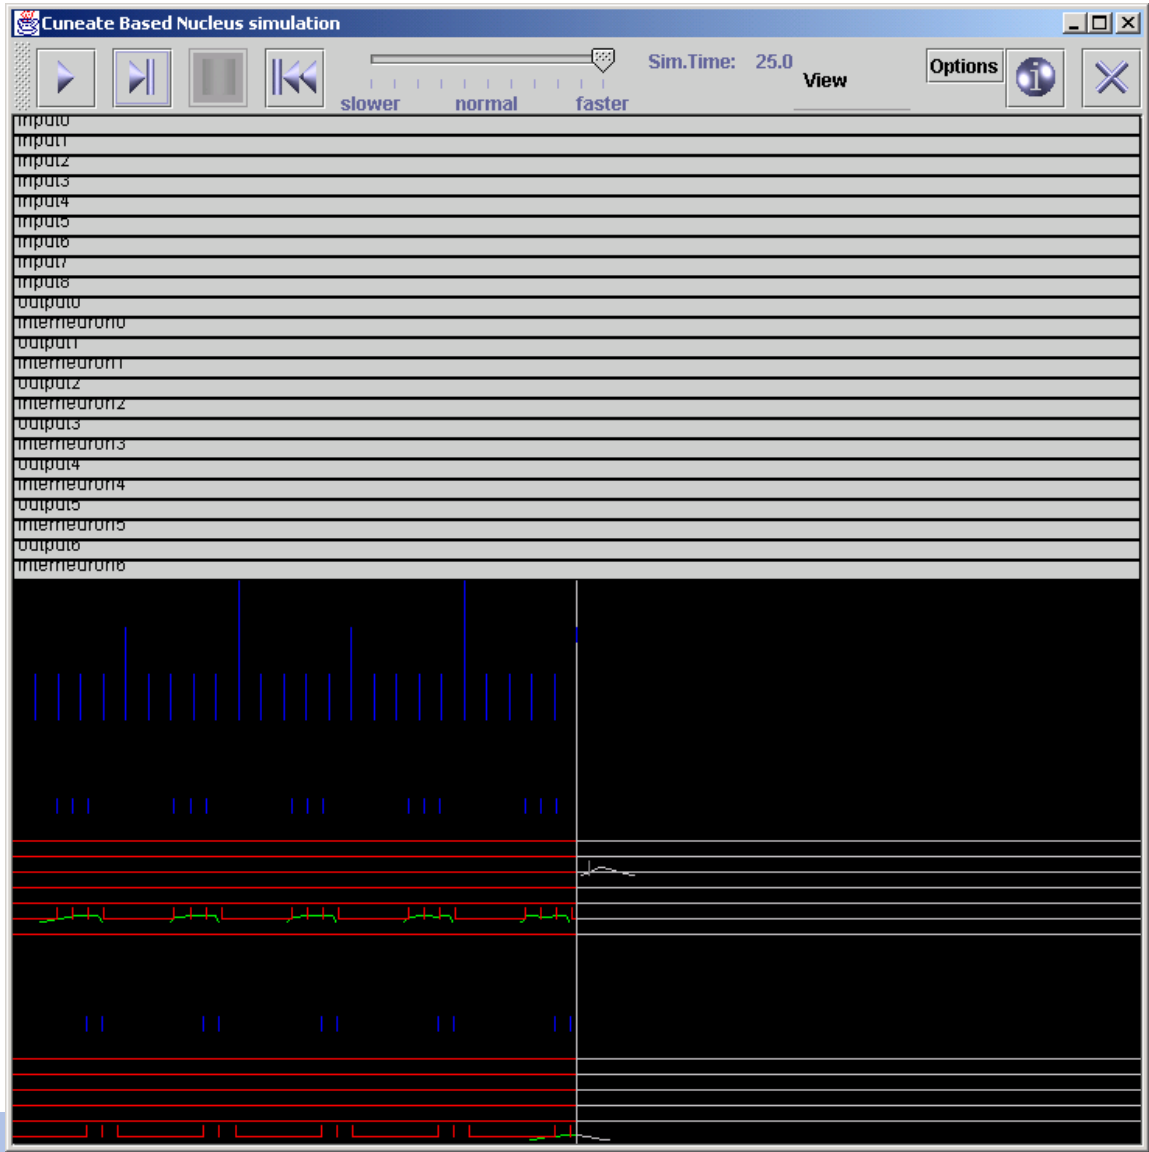 Cuneate Based Nucleus simulation
Sim.Time: 25.0
View
Options
slower normal faster
input0
input1
input2
input3
input4
input5
input6
input7
input8
output0
interneuron0
output1
interneuron1
output2
interneuron2
output3
interneuron3
output4
interneuron4
output5
interneuron5
output6
interneuron6